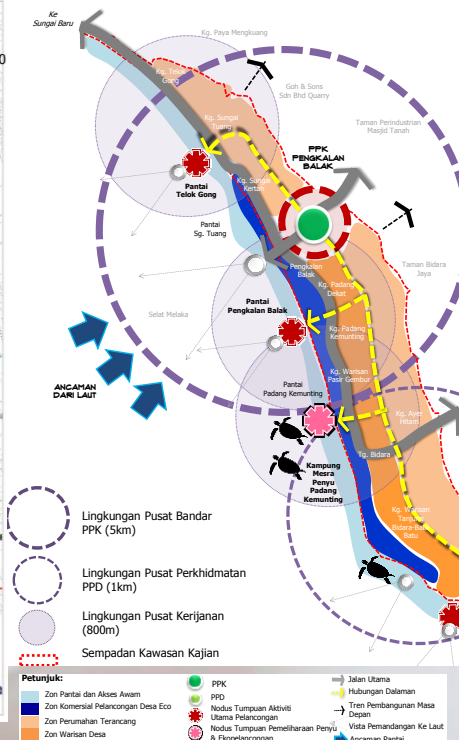 Ke
Sungai Baru
Kg. Paya Mengkuang
Kg. Telok
Gong
Goh & Sons
Sdn Bhd Quarry
Kg. Sungai
Tuang
Taman Perindustrian
Masjid Tanah
PPK
PENGKALAN
BALAK
Pantai
Telok Gong
Kg. Sungai
Kertah
Pantai
Sg. Tuang
Pengkalan
Balak
Taman Bidara
Jaya
Kg. Padang
Dekat
Pantai
Pengkalan Balak
Selat Melaka
Kg. Padang
Kemunting
Kg. Warisan
Pasir Gembur
ANCAMAN
DARI LAUT
Pantai
Padang Kemunting
Kg. Ayer
Hitam
Kampung
Mesra
Penyu
Padang
Kemunting
Tg. Bidara
Kg. Warisan
Tanjung
Bidara-Batu
Batu
Lingkungan Pusat Bandar
PPK (5km)
Lingkungan Pusat Perkhidmatan
PPD (1km)
Lingkungan Pusat Kerijanan
(800m)
Sempadan Kawasan Kajian
Petunjuk:
Zon Pantai dan Akses Awam
Zon Komersial Pelancongan Desa Eco
Zon Perumahan Terancang
Zon Warisan Desa
PPK
PPD
Nodus Tumpuan Aktiviti
Utama Pelancongan
Nodus Tumpuan Pemeliharaan Penyu
& Ekopelancongan
Jalan Utama
Hubungan Dalaman
Tren Pembangunan Masa
Depan
Vista Pemandangan Ke Laut
Ancaman Pantai